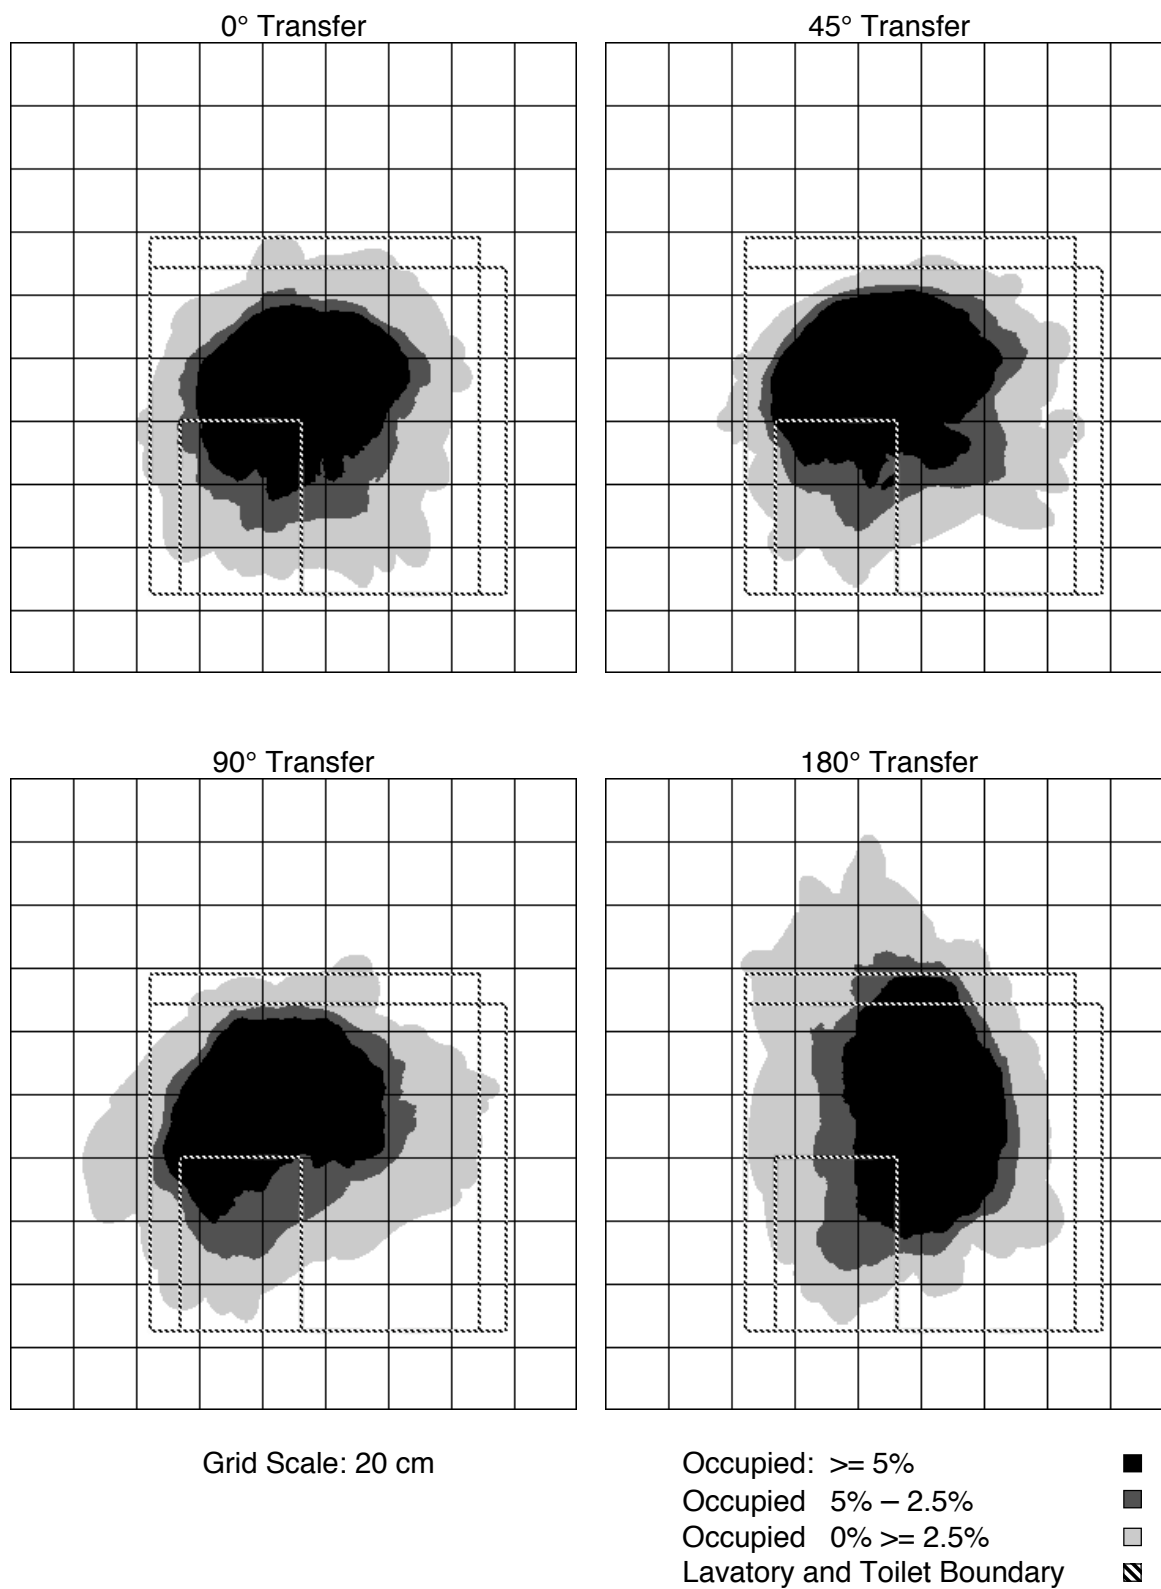 0° Transfer
45° Transfer
90° Transfer
180° Transfer
Grid Scale: 20 cm
Occupied: >= 5%
Occupied 5% – 2.5%
Occupied 0% >= 2.5%
Lavatory and Toilet Boundary